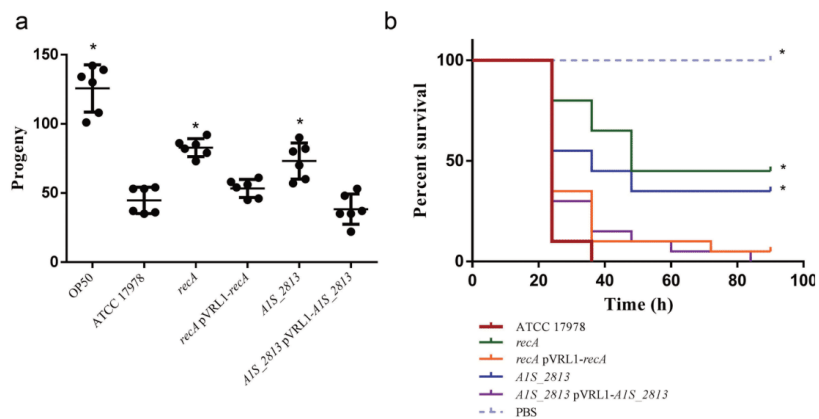 a
*
150
100
50
0
Progeny
*
*
OP50
ATCC 17978
recA
recA pVRL1-recA
A1S_2813
A1S_2813 pVRL1-A1S_2813
b
100
50
0
Percent survival
*
*
*
0 20 40 60 80 100
Time (h)
ATCC 17978
recA
recA pVRL1-recA
A1S_2813
A1S_2813 pVRL1-A1S_2813
PBS